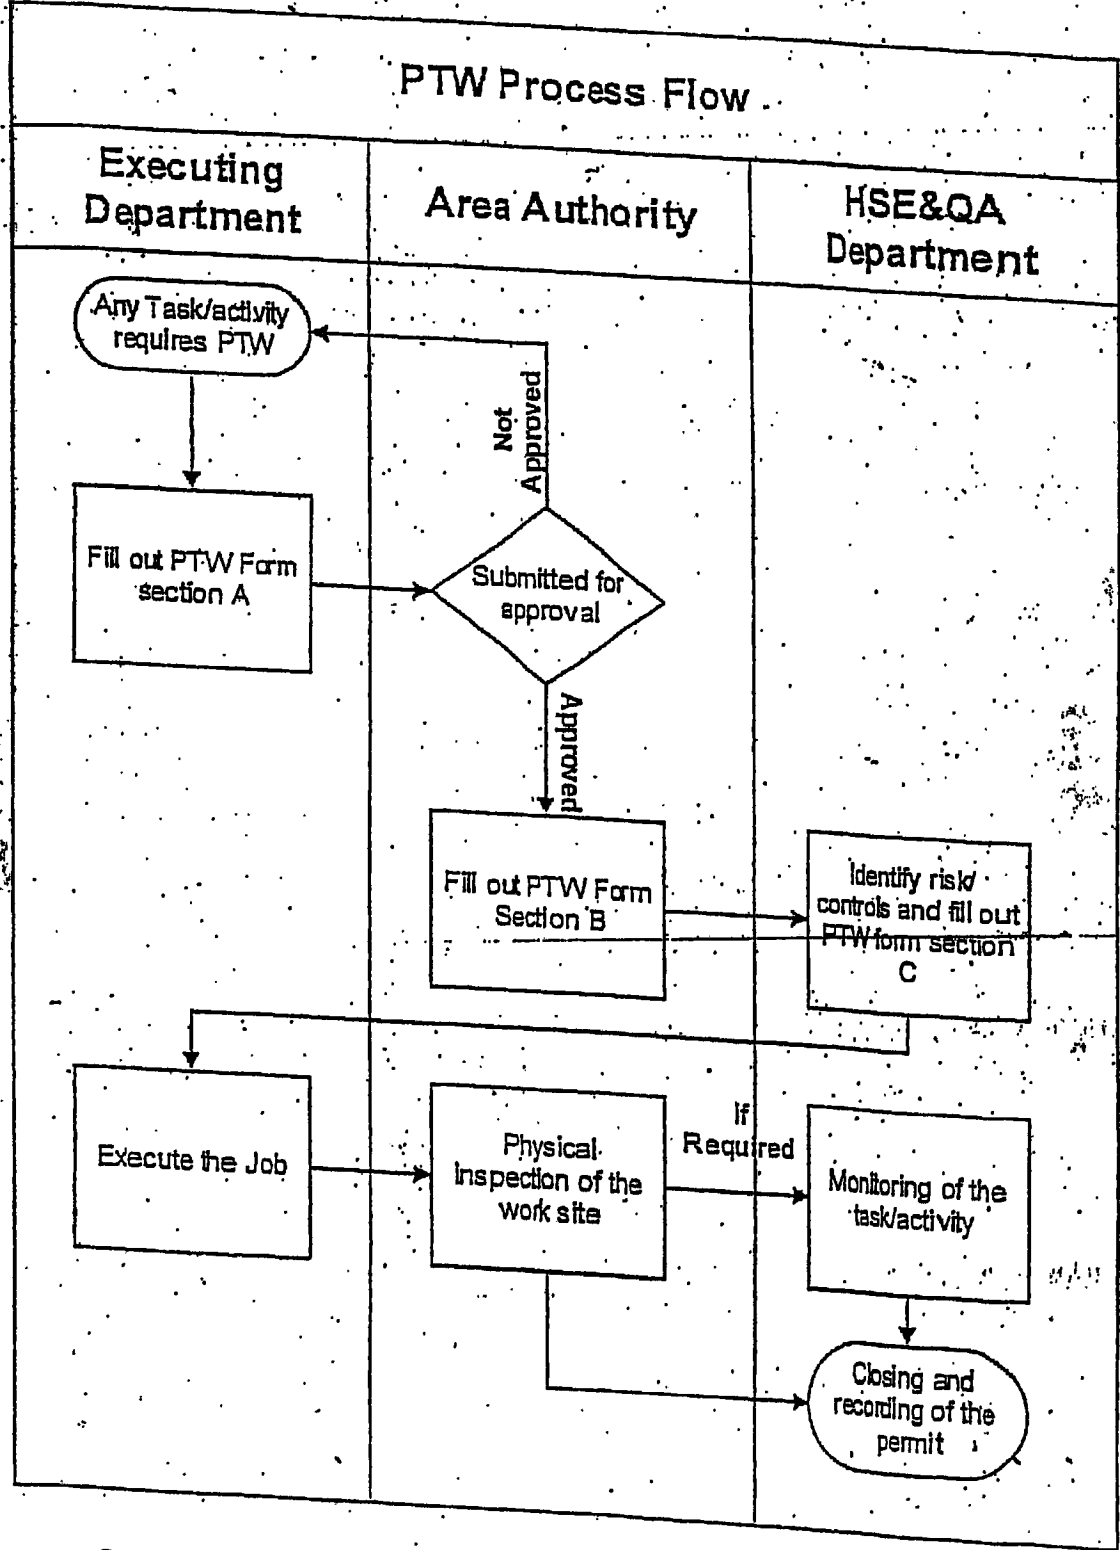 PTW Process Flow
Executing
Department
Area Authority
HSE&QA
Department
Any Task/activity
requires PTW
Not
Approved
Fill out PTW Form
section A
Submitted for
approval
Approved
Fill out PTW Form
Section B
Identify risk/
controls and fill out
PTW form section
C
Execute the Job
Physical
Inspection of the
work site
If
Required
Monitoring of the
task/activity
Closing and
recording of the
permit